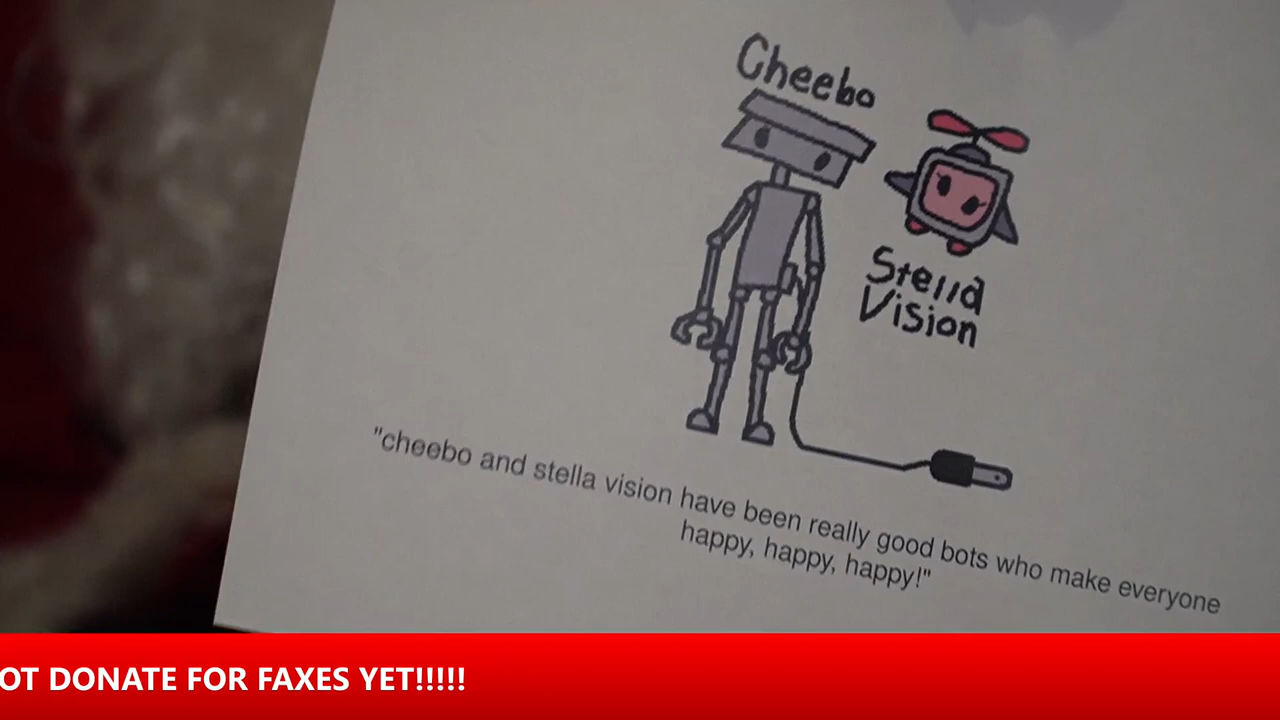 Cheebo
Stella
Vision
"cheebo and stella vision have been really good bots who make everyone
happy, happy, happy!"
OT DONATE FOR FAXES YET!!!!!